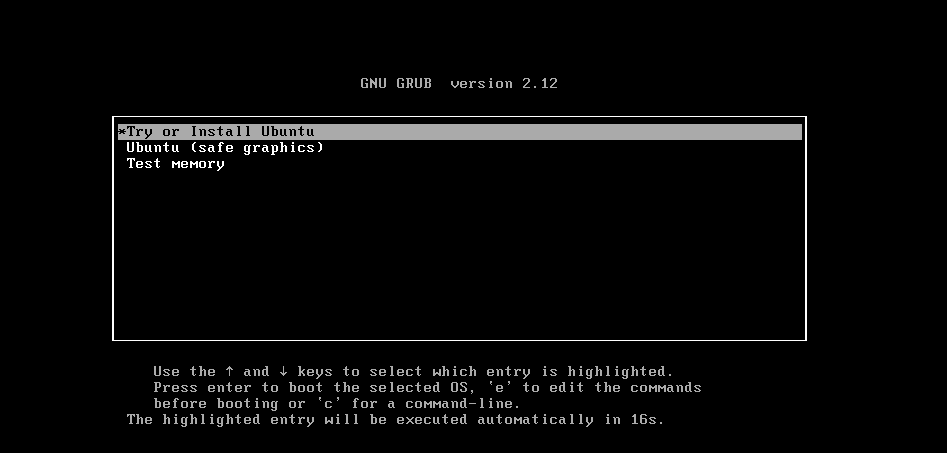 GNU GRUB  version 2.12
*Try or Install Ubuntu
Ubuntu (safe graphics)
Test memory
Use the ↑ and ↓ keys to select which entry is highlighted.
Press enter to boot the selected OS, `e' to edit the commands
before booting or `c' for a command-line.
The highlighted entry will be executed automatically in 16s.